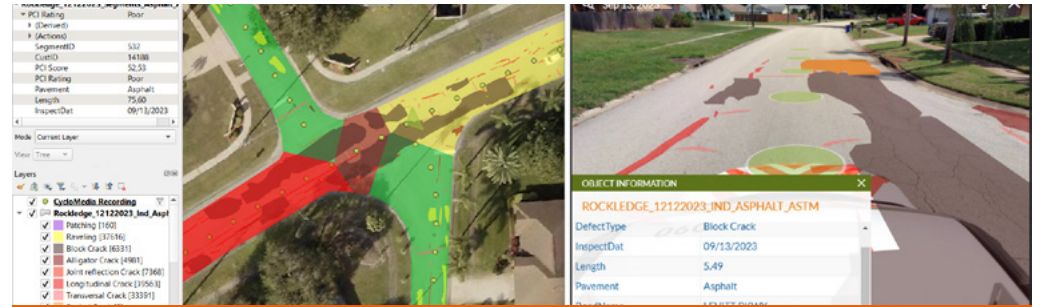 Rockledge_12122023_Segments_Asphalt_A
PCI Rating Poor
(Derived)
(Actions)
SegmentID 532
CustID 14188
PCI Score 52,53
PCI Rating Poor
Pavement Asphalt
Length 75,60
InspectDat 09/13/2023
Mode Current Layer
View Tree
Layers
CycloMedia Recording
Rockledge_12122023_Ind_Asph
Patching [160]
Raveling [37616]
Block Crack [6331]
Alligator Crack [4981]
Joint reflection Crack [7368]
Longitudinal Crack [39563]
Transversal Crack [33391]
Sep 13, 2023
OBJECT INFORMATION
ROCKLEDGE_12122023_IND_ASPHALT_ASTM
DefectType Block Crack
InspectDat 09/13/2023
Length 5.49
Pavement Asphalt